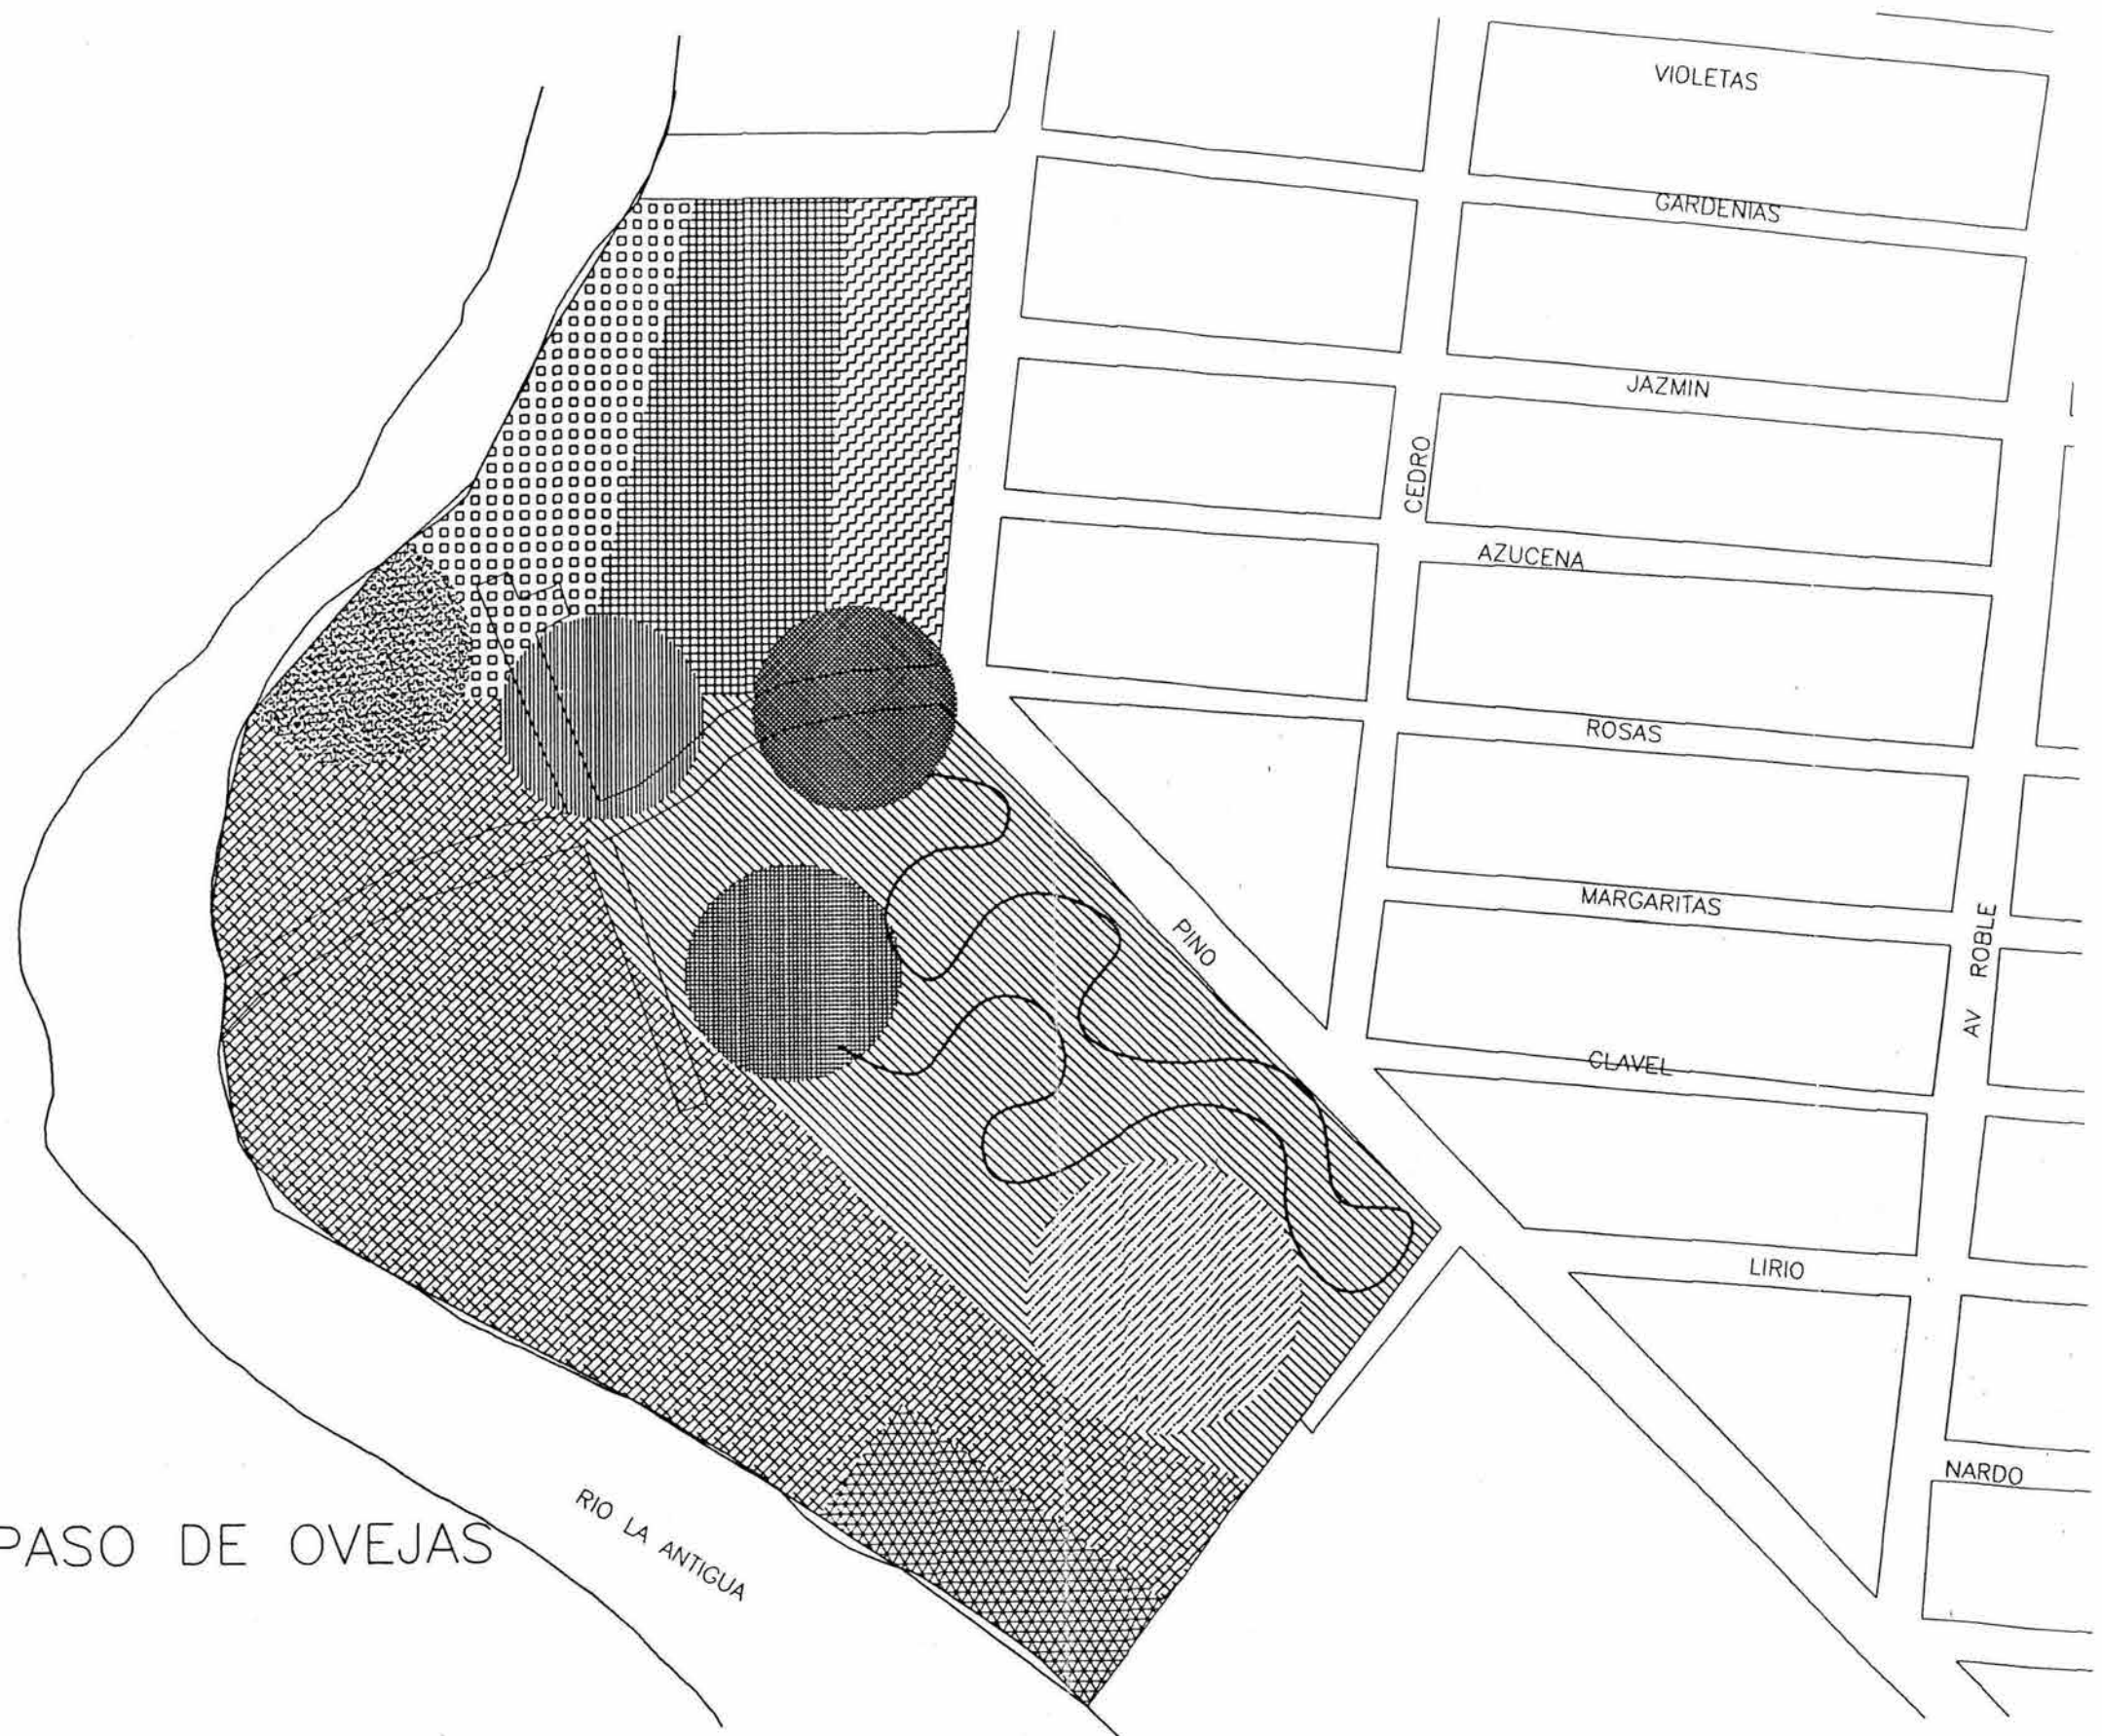 VIOLETAS
GARDENIAS
JAZMIN
CEDRO
AZUCENA
ROSAS
MARGARITAS
PINO
AV ROBLE
CLAVEL
LIRIO
NARDO
RIO LA ANTIGUA
PASO DE OVEJAS